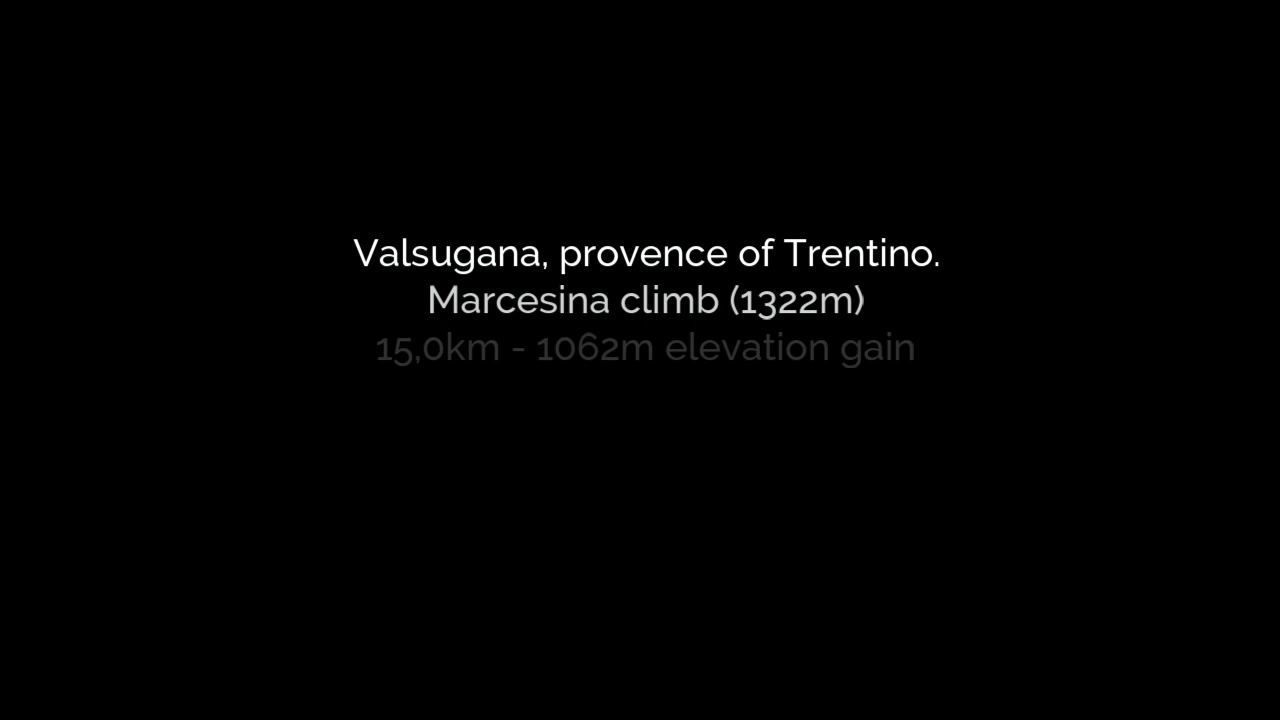 Valsugana, provence of Trentino.
Marcesina climb (1322m)
15,0km - 1062m elevation gain